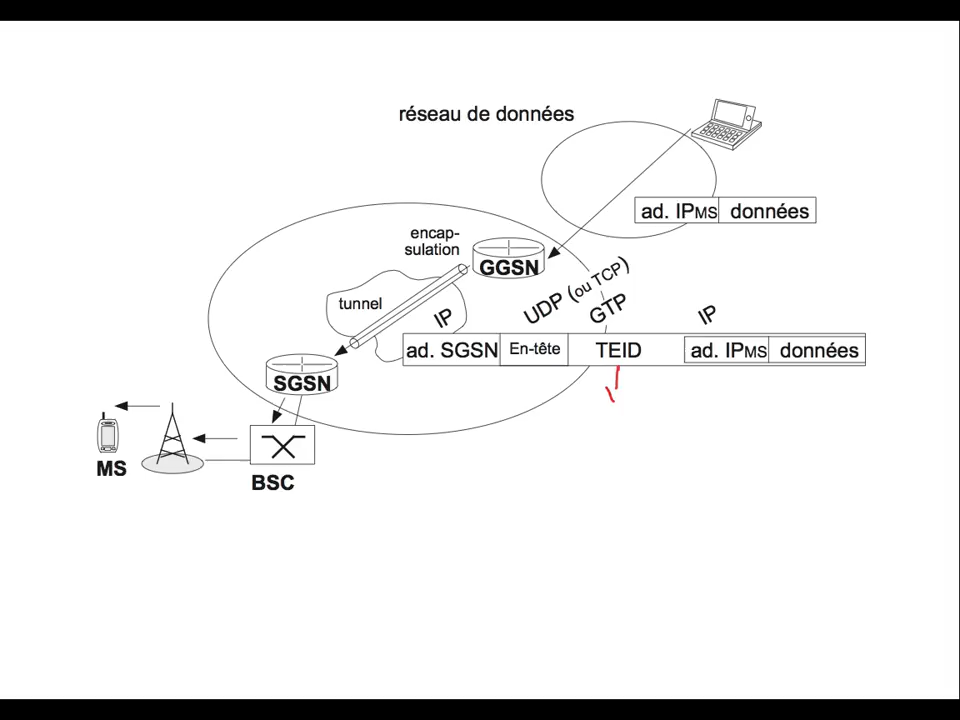 réseau de données
ad. IPMS données
encap-
sulation
GGSN
tunnel
IP
UDP (ou TCP)
GTP
IP
ad. SGSN En-tête TEID ad. IPMS données
SGSN
MS
BSC